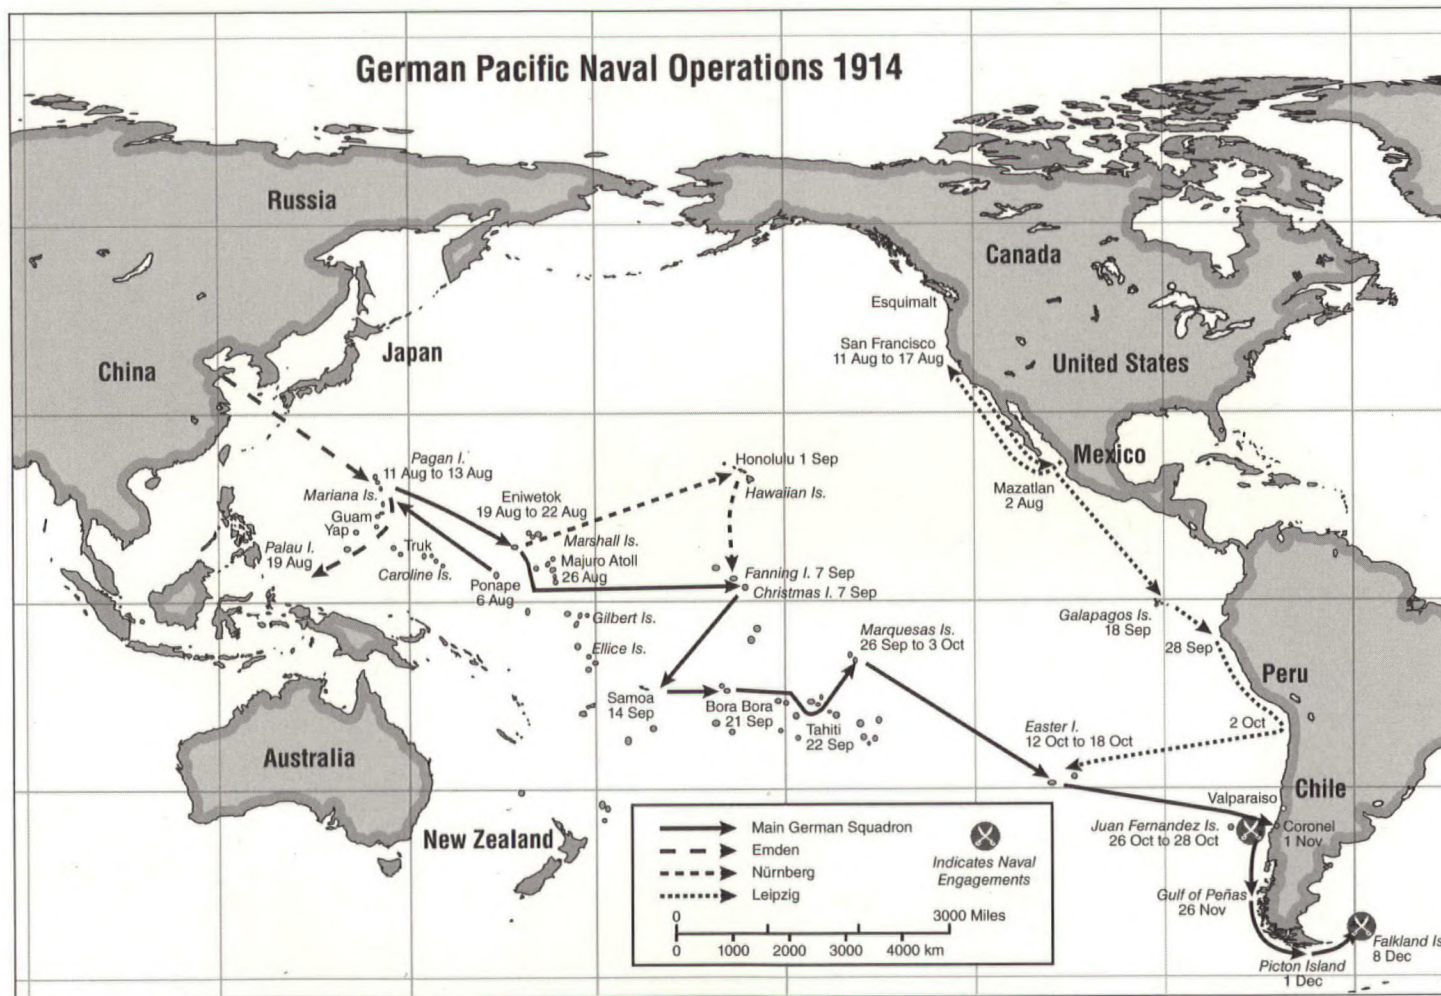 German Pacific Naval Operations 1914
Russia
Canada
Esquimalt
San Francisco
11 Aug to 17 Aug
United States
Japan
China
Mexico
Mazatlan
2 Aug
Pagan I.
11 Aug to 13 Aug
Mariana Is.
Guam
Yap
Palau I.
19 Aug
Truk
Caroline Is.
Eniwetok
19 Aug to 22 Aug
Marshall Is.
Majuro Atoll
26 Aug
Ponape
6 Aug
Honolulu 1 Sep
Hawaiian Is.
Fanning I. 7 Sep
Christmas I. 7 Sep
Gilbert Is.
Ellice Is.
Marquesas Is.
26 Sep to 3 Oct
Galapagos Is.
18 Sep
28 Sep
Peru
Samoa
14 Sep
Bora Bora
21 Sep
Tahiti
22 Sep
Easter I.
12 Oct to 18 Oct
2 Oct
Australia
New Zealand
Chile
Valparaiso
Juan Fernandez Is.
26 Oct to 28 Oct
Coronel
1 Nov
Gulf of Peñas
26 Nov
Falkland Is
8 Dec
Picton Island
1 Dec
Main German Squadron
Emden
Nürnberg
Leipzig
Indicates Naval
Engagements
0 3000 Miles
0 1000 2000 3000 4000 km